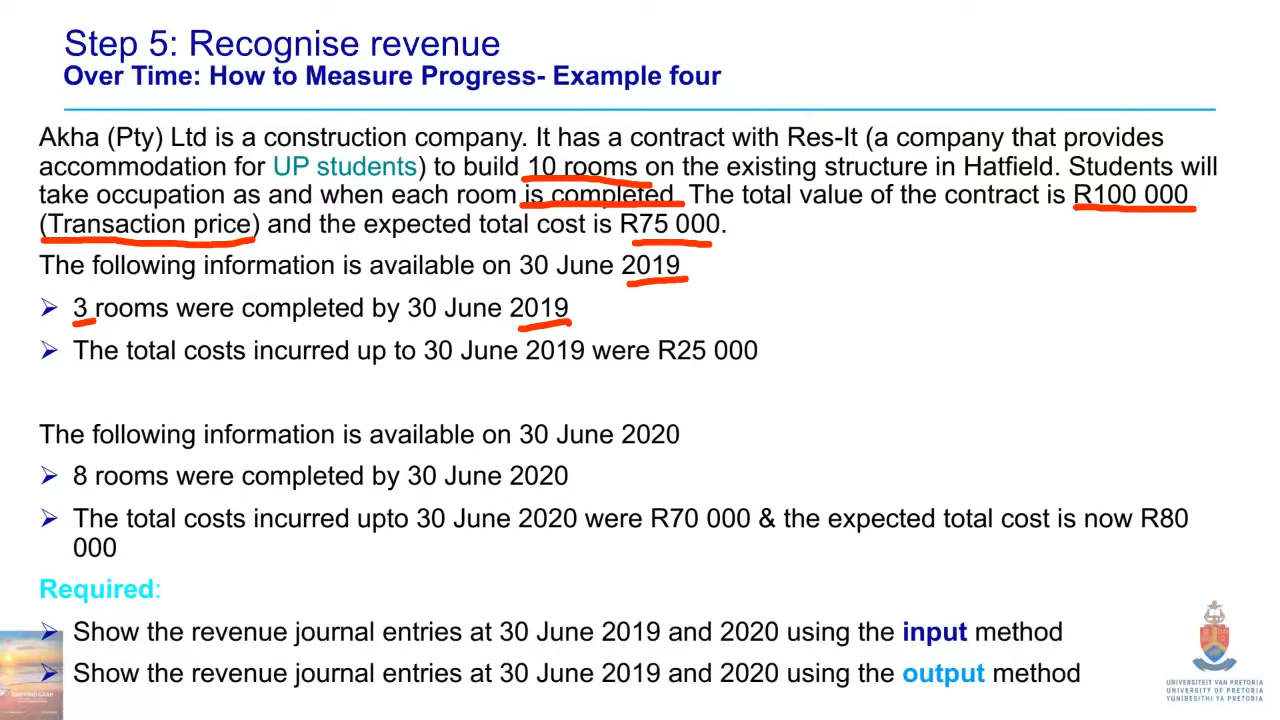 Step 5: Recognise revenue
Over Time: How to Measure Progress- Example four
Akha (Pty) Ltd is a construction company. It has a contract with Res-It (a company that provides
accommodation for UP students) to build 10 rooms on the existing structure in Hatfield. Students will
take occupation as and when each room is completed. The total value of the contract is R100 000
(Transaction price) and the expected total cost is R75 000.
The following information is available on 30 June 2019
3 rooms were completed by 30 June 2019
The total costs incurred up to 30 June 2019 were R25 000
The following information is available on 30 June 2020
8 rooms were completed by 30 June 2020
The total costs incurred upto 30 June 2020 were R70 000 & the expected total cost is now R80
000
Required:
Show the revenue journal entries at 30 June 2019 and 2020 using the input method
Show the revenue journal entries at 30 June 2019 and 2020 using the output method
UNIVERSITEIT VAN PRETORIA
UNIVERSITY OF PRETORIA
YUNIBESITHI YA PRETORIA